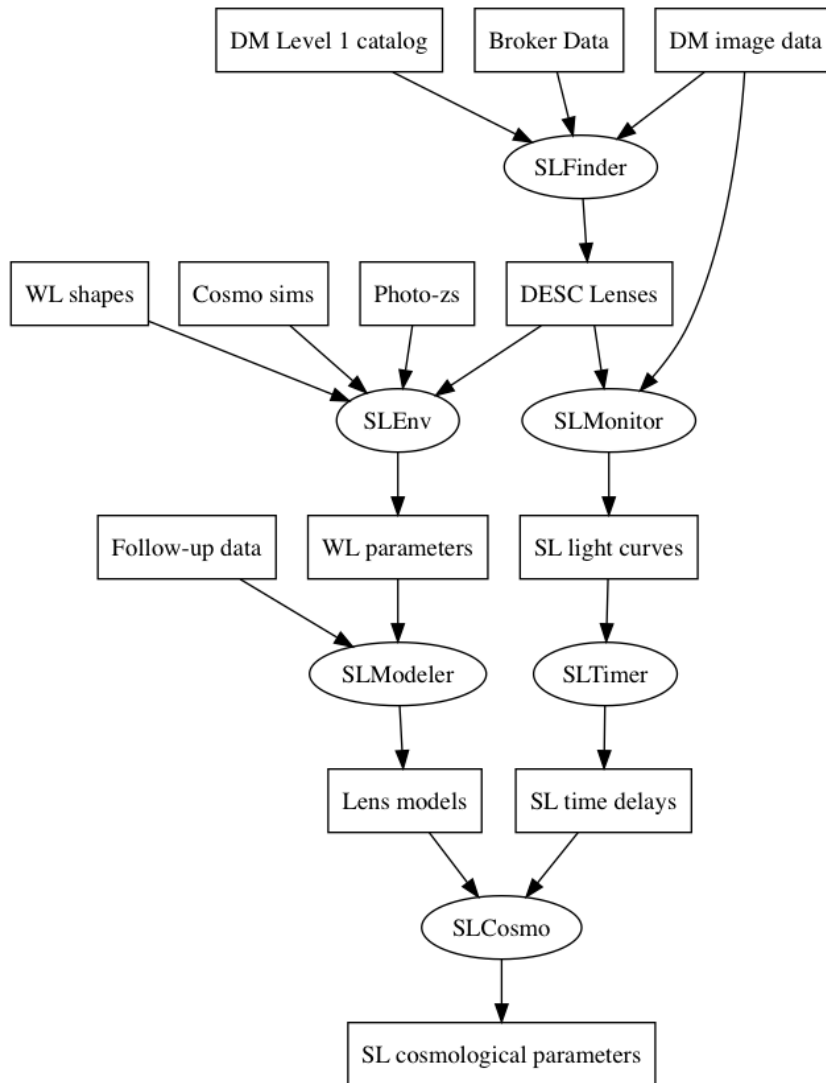 DM Level 1 catalog
Broker Data
DM image data
SLFinder
WL shapes
Cosmo sims
Photo-zs
DESC Lenses
SLEnv
SLMonitor
Follow-up data
WL parameters
SL light curves
SLModeler
SLTimer
Lens models
SL time delays
SLCosmo
SL cosmological parameters